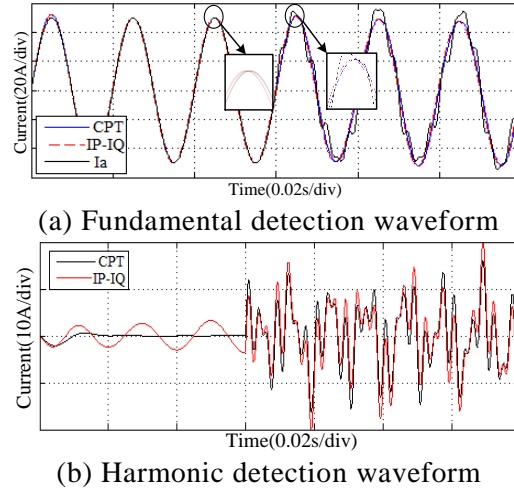 Current(20A/div)
CPT
IP-IQ
Ia
Time(0.02s/div)
(a) Fundamental detection waveform
Current(10A/div)
CPT
IP-IQ
Time(0.02s/div)
(b) Harmonic detection waveform